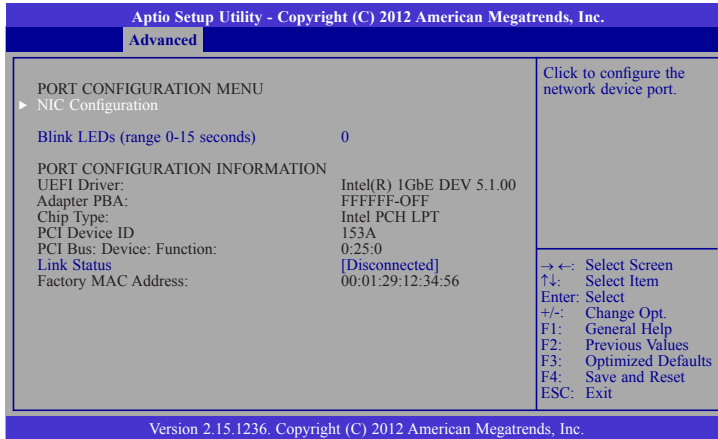 Aptio Setup Utility - Copyright (C) 2012 American Megatrends, Inc.
Advanced
PORT CONFIGURATION MENU
► NIC Configuration
Blink LEDs (range 0-15 seconds) 0
PORT CONFIGURATION INFORMATION
UEFI Driver: Intel(R) 1GbE DEV 5.1.00
Adapter PBA: FFFFFF-OFF
Chip Type: Intel PCH LPT
PCI Device ID 153A
PCI Bus: Device: Function: 0:25:0
Link Status [Disconnected]
Factory MAC Address: 00:01:29:12:34:56
Click to configure the
network device port.
→ ←: Select Screen
↑↓: Select Item
Enter: Select
+/-: Change Opt.
F1: General Help
F2: Previous Values
F3: Optimized Defaults
F4: Save and Reset
ESC: Exit
Version 2.15.1236. Copyright (C) 2012 American Megatrends, Inc.